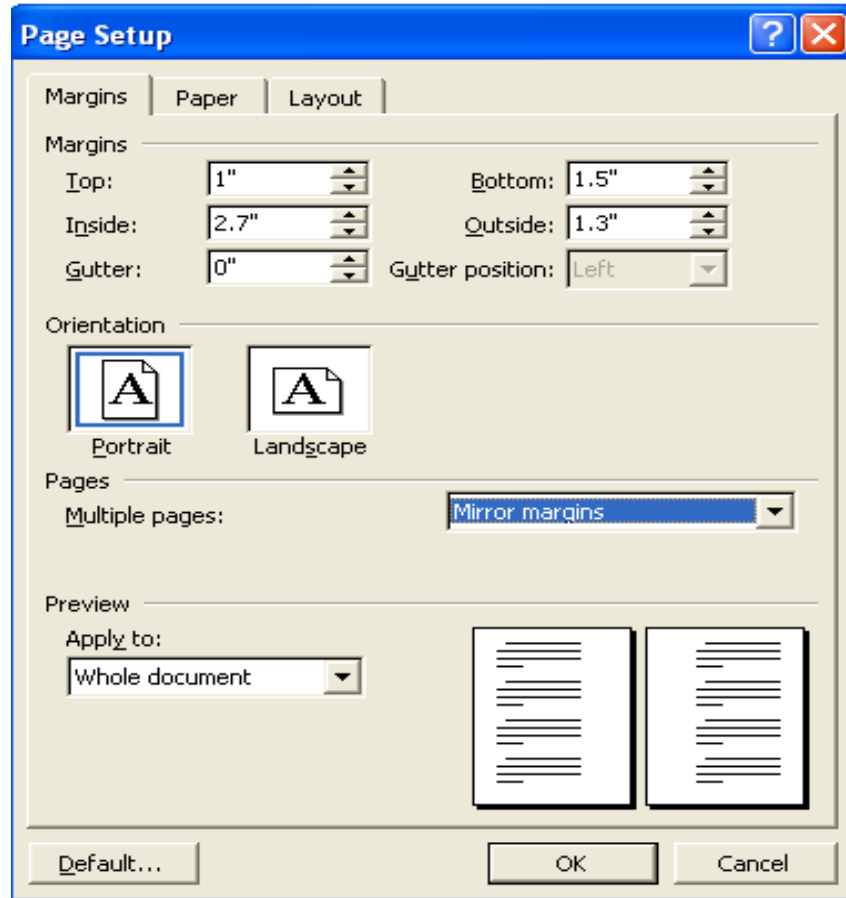 Page Setup
Margins Paper Layout
Margins
Top: 1" Bottom: 1.5"
Inside: 2.7" Outside: 1.3"
Gutter: 0" Gutter position: Left
Orientation
A A
Portrait Landscape
Pages
Multiple pages: Mirror margins
Preview
Apply to:
Whole document
Default... OK Cancel